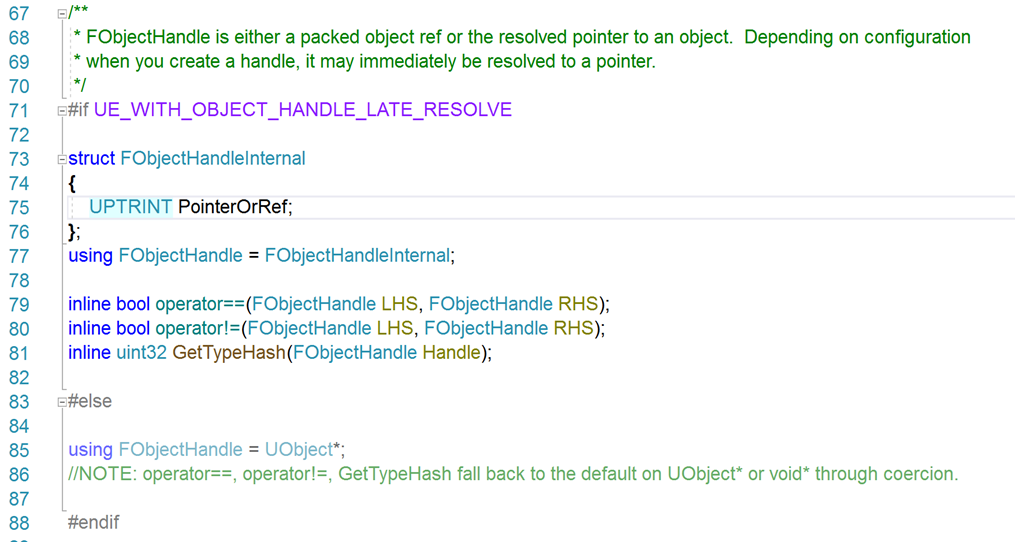 67 /**
68 * FObjectHandle is either a packed object ref or the resolved pointer to an object.  Depending on configuration
69 * when you create a handle, it may immediately be resolved to a pointer.
70 */
71 #if UE_WITH_OBJECT_HANDLE_LATE_RESOLVE
72
73 struct FObjectHandleInternal
74 {
75 UPTRINT PointerOrRef;
76 };
77 using FObjectHandle = FObjectHandleInternal;
78
79 inline bool operator==(FObjectHandle LHS, FObjectHandle RHS);
80 inline bool operator!=(FObjectHandle LHS, FObjectHandle RHS);
81 inline uint32 GetTypeHash(FObjectHandle Handle);
82
83 #else
84
85 using FObjectHandle = UObject*;
86 //NOTE: operator==, operator!=, GetTypeHash fall back to the default on UObject* or void* through coercion.
87
88 #endif